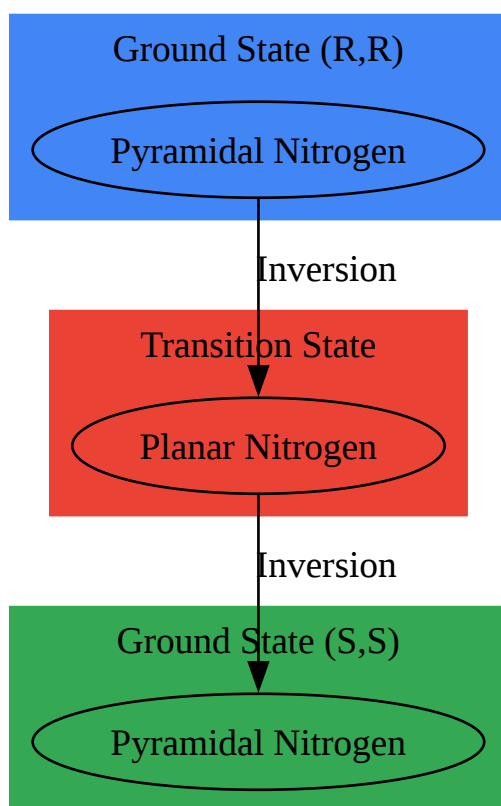 Ground State (R,R)
Pyramidal Nitrogen
Inversion
Transition State
Planar Nitrogen
Inversion
Ground State (S,S)
Pyramidal Nitrogen